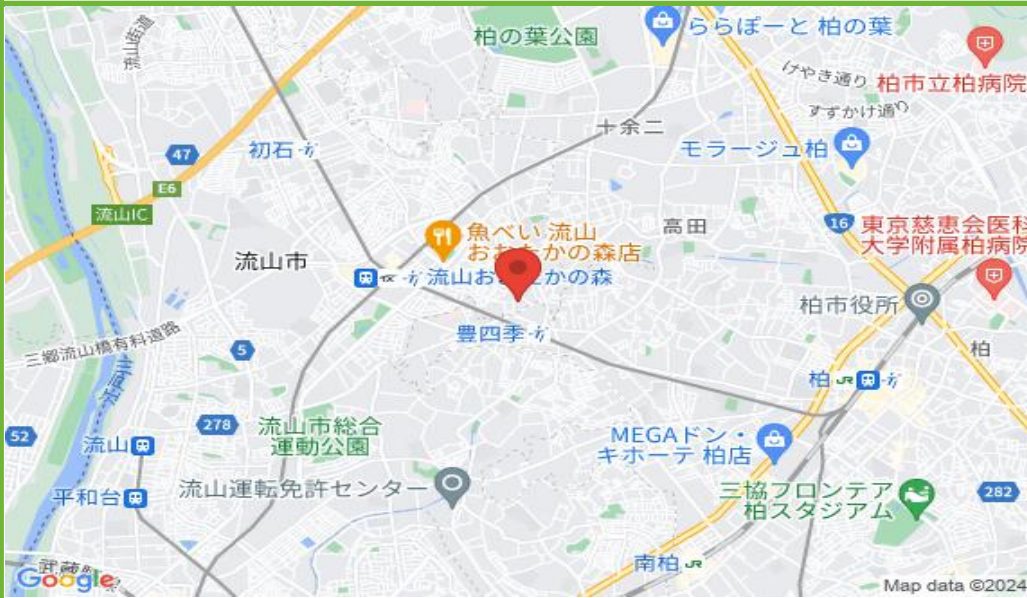 流山街道
柏の葉公園
ららぽーと 柏の葉
けやき通り
柏市立柏病院
すずかけ通り
十余二
47
初石
モラージュ柏
E6
流山IC
16
東京慈恵会医科
大学附属柏病院
高田
魚べい 流山
おおたかの森店
流山市
流山お たかの森
柏市役所
豊四季
三郷流山橋有料道路
5
柏
柏 JR
278
流山市総合
運動公園
52
流山
MEGAドン・
キホーテ 柏店
平和台
流山運転免許センター
三協フロンテア
柏スタジアム
282
南柏 JR
Google
Map data ©2024